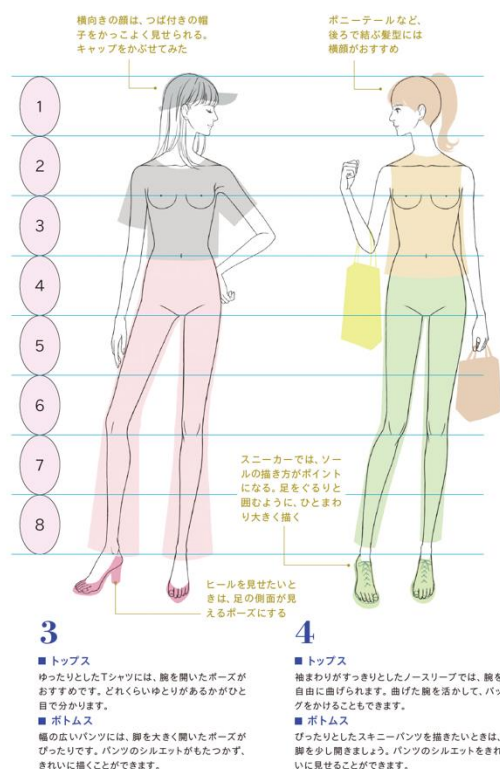 横向きの顔は、つば付きの帽
子をかっこよく見せられる。
キャップをかぶせてみた
ポニーテールなど、
後ろで結ぶ髪型には
横顔がおすすめ
1
2
3
4
5
6
7
8
スニーカーでは、ソー
ルの描き方がポイント
になる。足をぐるりと
囲むように、ひとまわ
り大きく描く
ヒールを見せたいと
きは、足の側面が見
えるポーズにする
3
■ トップス
ゆったりとしたTシャツには、腕を開いたポーズが
おすすめです。どれくらいゆとりがあるかがひと
目で分かります。
■ ボトムス
幅の広いパンツには、脚を大きく開いたポーズが
ぴったりです。パンツのシルエットがもたつかず、
きれいに描くことができます。
4
■ トップス
袖まわりがすっきりとしたノースリーブでは、腕を
自由に曲げられます。曲げた腕を活かして、バッ
グをかけることもできます。
■ ボトムス
ぴったりとしたスキニーパンツを描きたいときは、
脚を少し開きましょう。パンツのシルエットをきれ
いに見せることができます。